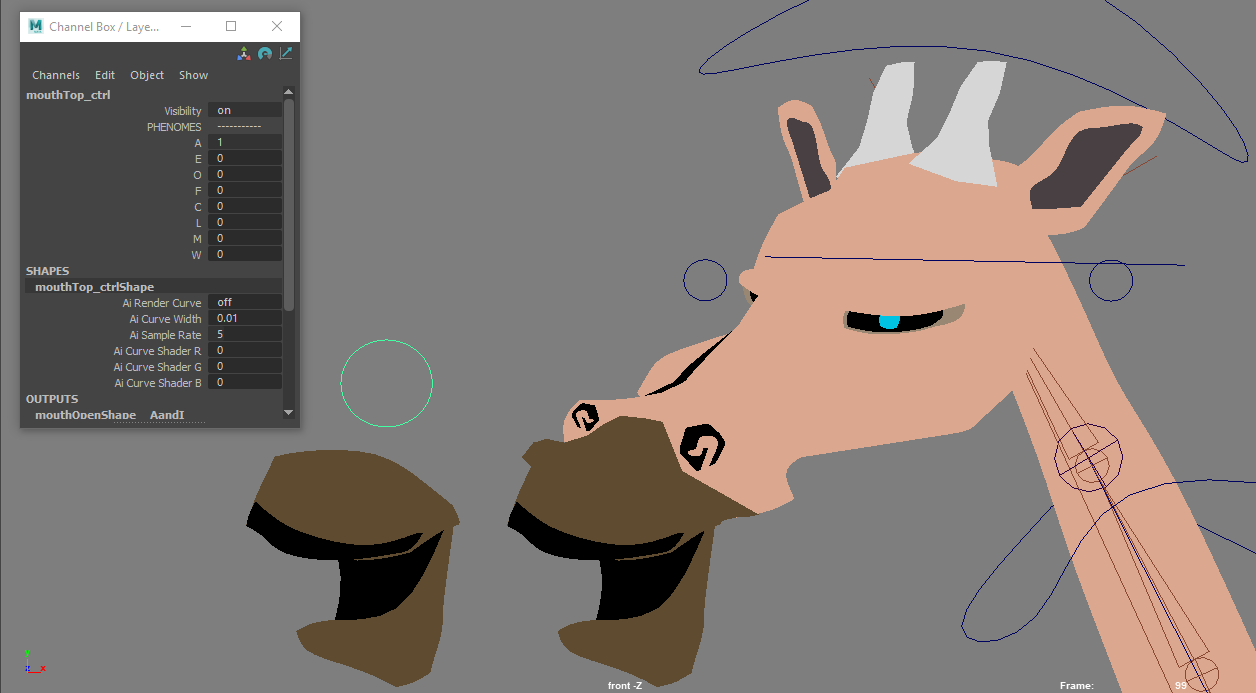 M Channel Box / Laye...
Channels Edit Object Show
mouthTop_ctrl
Visibility on
PHENOMES -----------
A 1
E 0
O 0
F 0
C 0
L 0
M 0
W 0
SHAPES
mouthTop_ctrlShape
Ai Render Curve off
Ai Curve Width 0.01
Ai Sample Rate 5
Ai Curve Shader R 0
Ai Curve Shader G 0
Ai Curve Shader B 0
OUTPUTS
mouthOpenShape AandI
y
z x
front -Z
Frame: 99